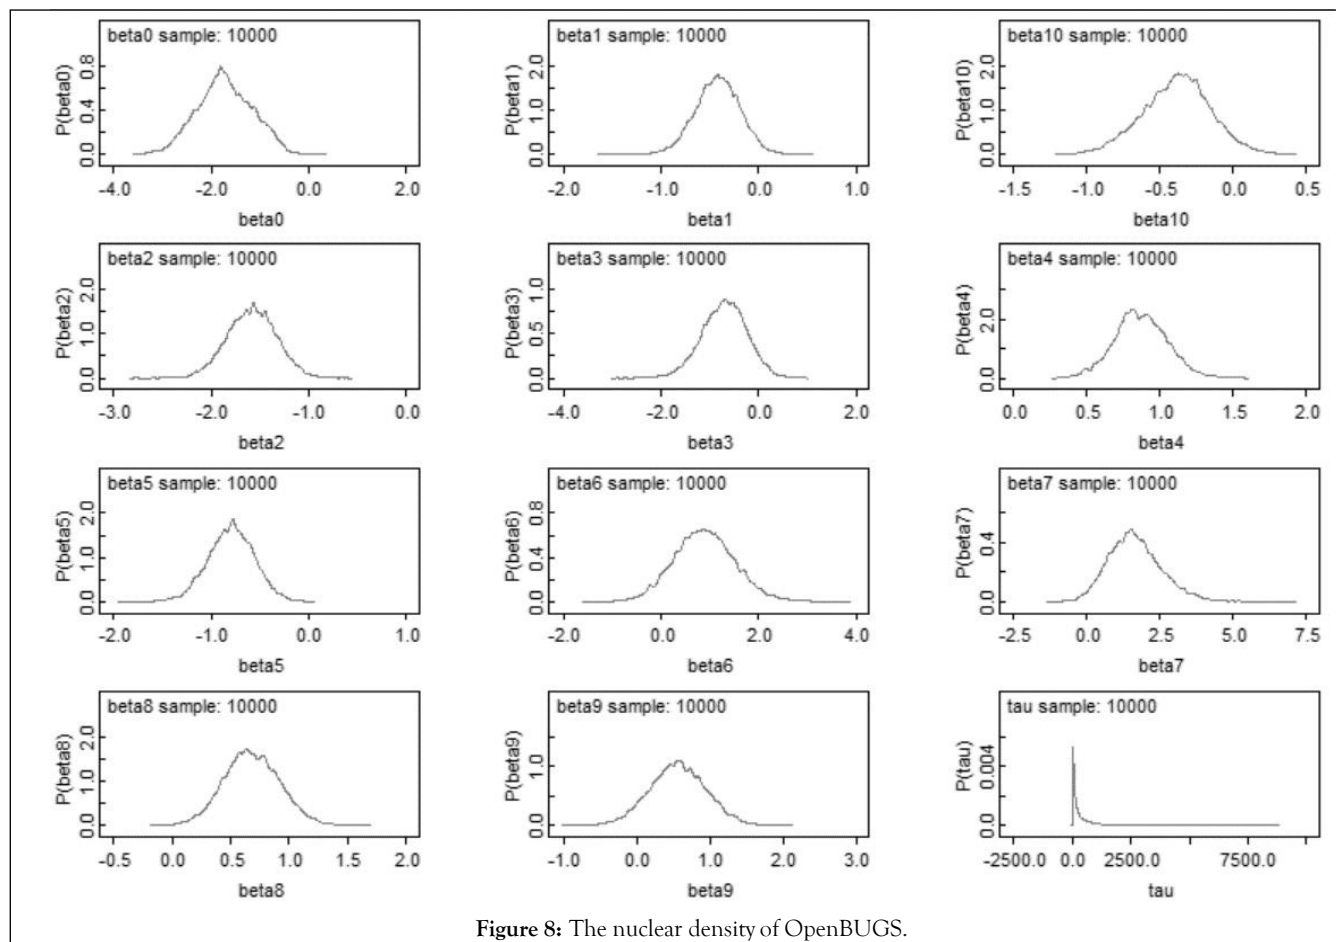 beta0 sample: 10000
P(beta0)
0.0 0.4 0.8
-4.0 -2.0 0.0 2.0
beta0
beta1 sample: 10000
P(beta1)
0.0 1.0 2.0
-2.0 -1.0 0.0 1.0
beta1
beta10 sample: 10000
P(beta10)
0.0 1.0 2.0
-1.5 -1.0 -0.5 0.0 0.5
beta10
beta2 sample: 10000
P(beta2)
0.0 1.0 2.0
-3.0 -2.0 -1.0 0.0
beta2
beta3 sample: 10000
P(beta3)
0.0 0.5 1.0
-4.0 -2.0 0.0 2.0
beta3
beta4 sample: 10000
P(beta4)
0.0 2.0
0.0 0.5 1.0 1.5 2.0
beta4
beta5 sample: 10000
P(beta5)
0.0 1.0 2.0
-2.0 -1.0 0.0 1.0
beta5
beta6 sample: 10000
P(beta6)
0.0 0.4 0.8
-2.0 0.0 2.0 4.0
beta6
beta7 sample: 10000
P(beta7)
0.0 0.4
-2.5 0.0 2.5 5.0 7.5
beta7
beta8 sample: 10000
P(beta8)
0.0 1.0 2.0
-0.5 0.0 0.5 1.0 1.5 2.0
beta8
beta9 sample: 10000
P(beta9)
0.0 1.0
-1.0 0.0 1.0 2.0 3.0
beta9
tau sample: 10000
P(tau)
0.0 0.004
-2500.0 0.0 2500.0 7500.0
tau
Figure 8: The nuclear density of OpenBUGS.